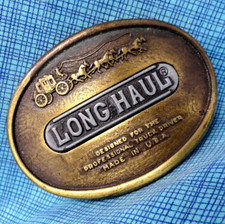 LONG HAUL
DESIGNED FOR THE
PROFESSIONAL TRUCK DRIVER
MADE IN U.S.A.